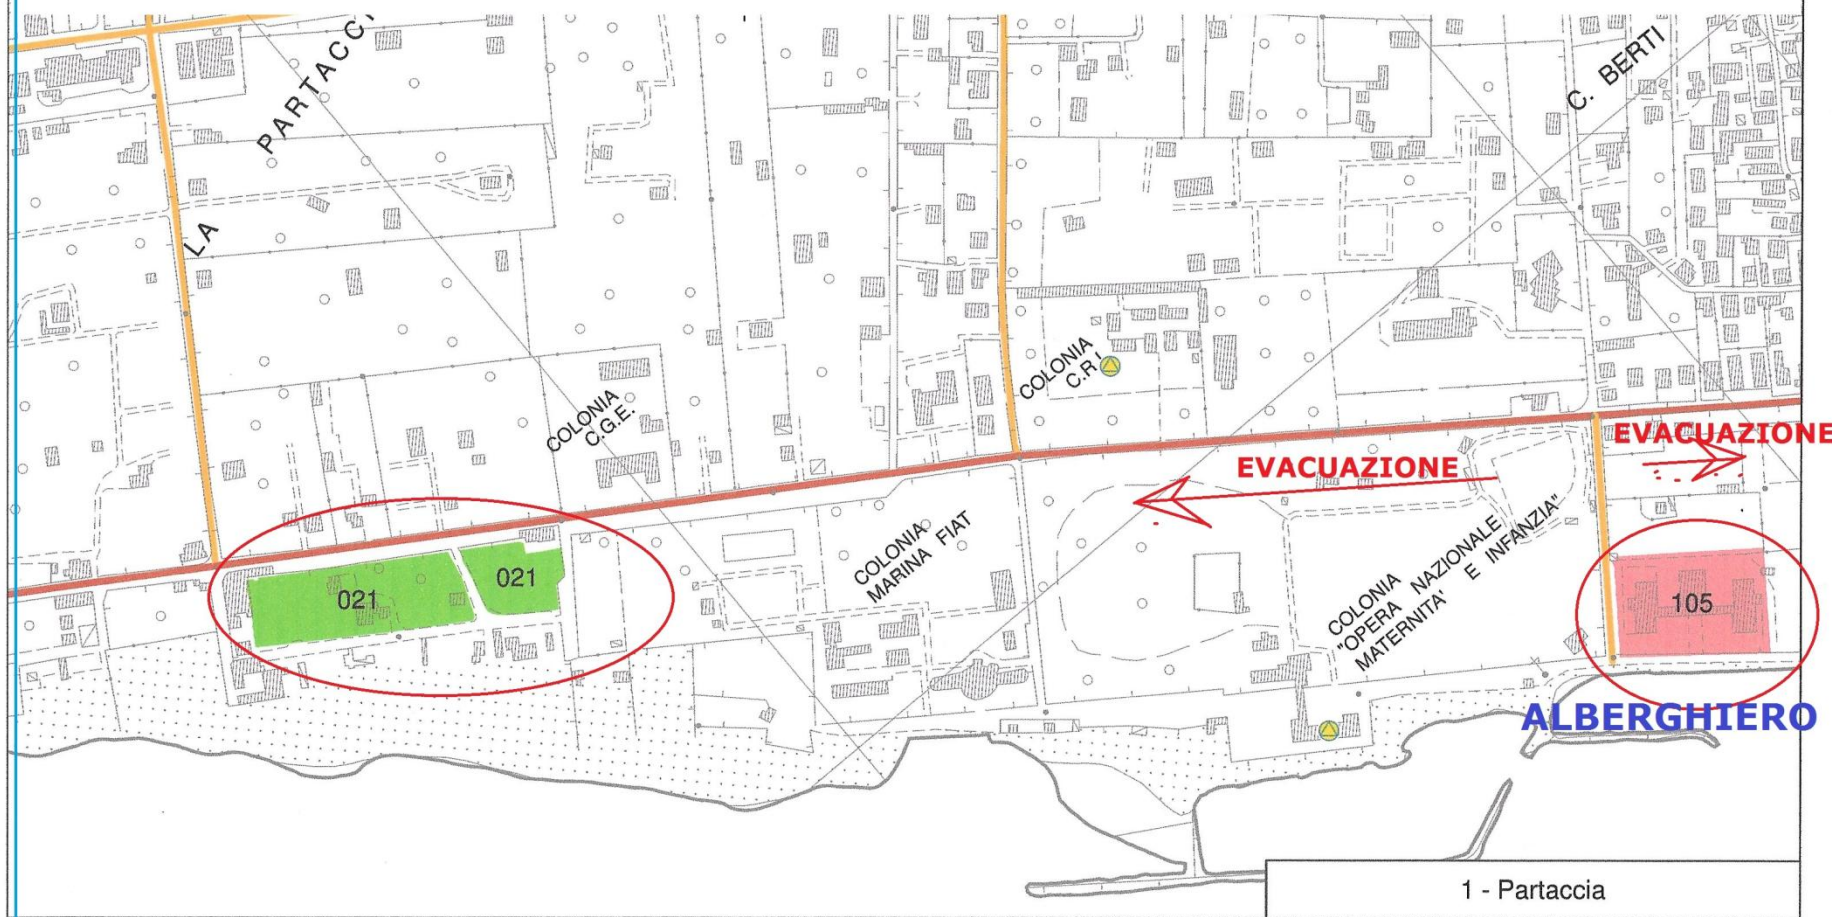 LA PARTACCI
C. BERTI
COLONIA
C.R.I
COLONIA
C.G.E.
EVACUAZIONE
EVACUAZIONE
COLONIA
MARINA FIAT
COLONIA
"OPERA NAZIONALE
MATERNITA' E INFANZIA"
021
021
105
ALBERGHIERO
1 - Partaccia